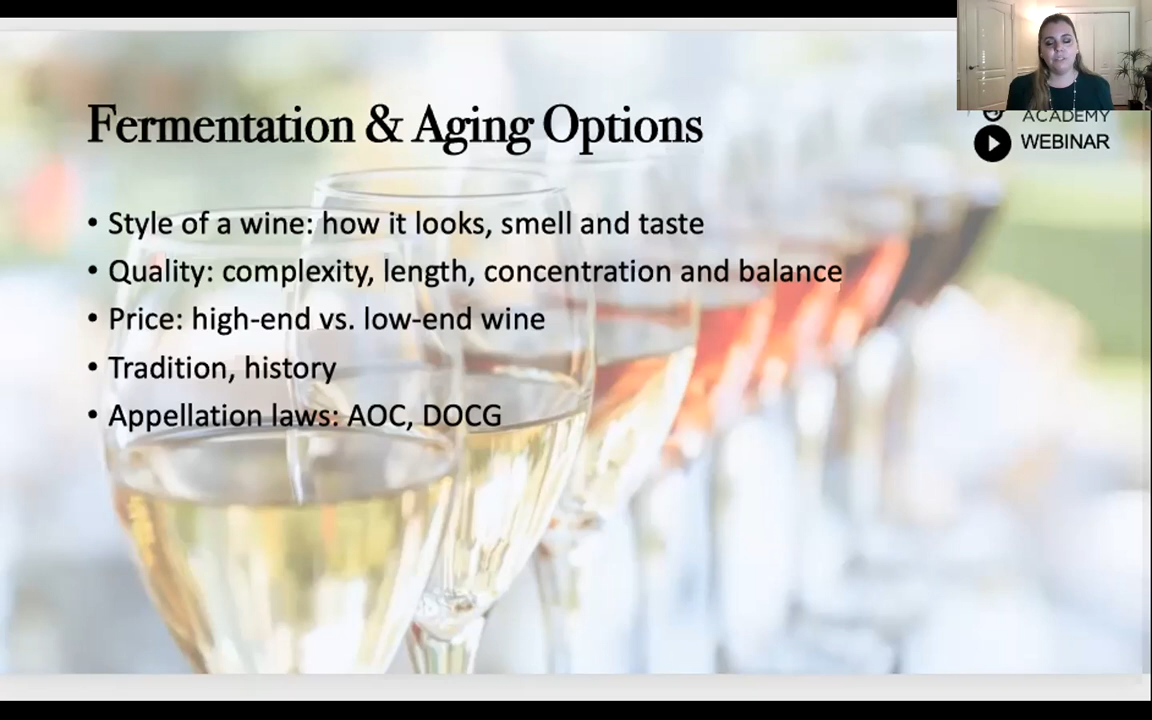 Fermentation & Aging Options
ACADEMY
WEBINAR
• Style of a wine: how it looks, smell and taste
• Quality: complexity, length, concentration and balance
• Price: high-end vs. low-end wine
• Tradition, history
• Appellation laws: AOC, DOCG